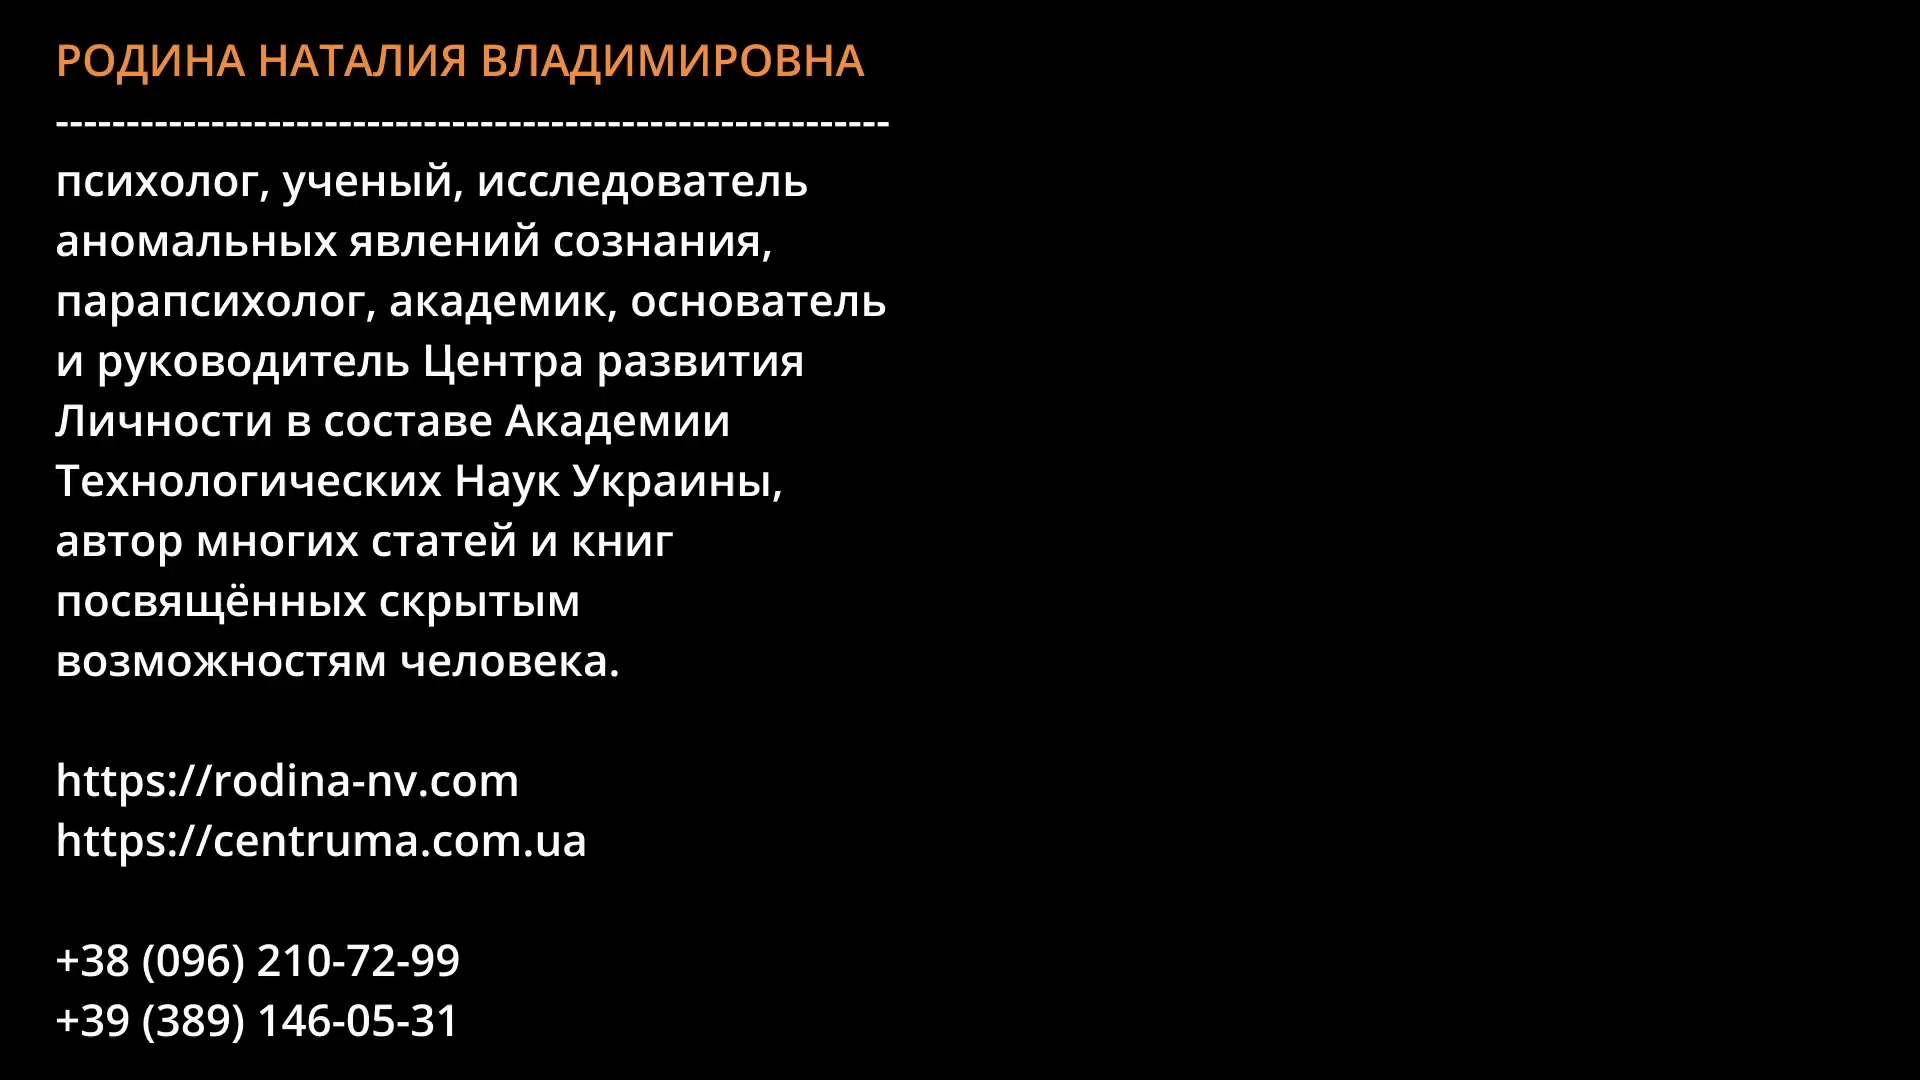 РОДИНА НАТАЛИЯ ВЛАДИМИРОВНА
-----------------------------------------------------------
психолог, ученый, исследователь
аномальных явлений сознания,
парапсихолог, академик, основатель
и руководитель Центра развития
Личности в составе Академии
Технологических Наук Украины,
автор многих статей и книг
посвящённых скрытым
возможностям человека.
https://rodina-nv.com
https://centruma.com.ua
+38 (096) 210-72-99
+39 (389) 146-05-31